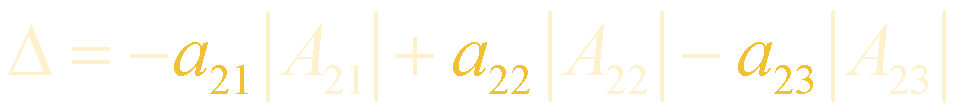 Δ = −a₂₁|A₂₁| + a₂₂|A₂₂| − a₂₃|A₂₃|